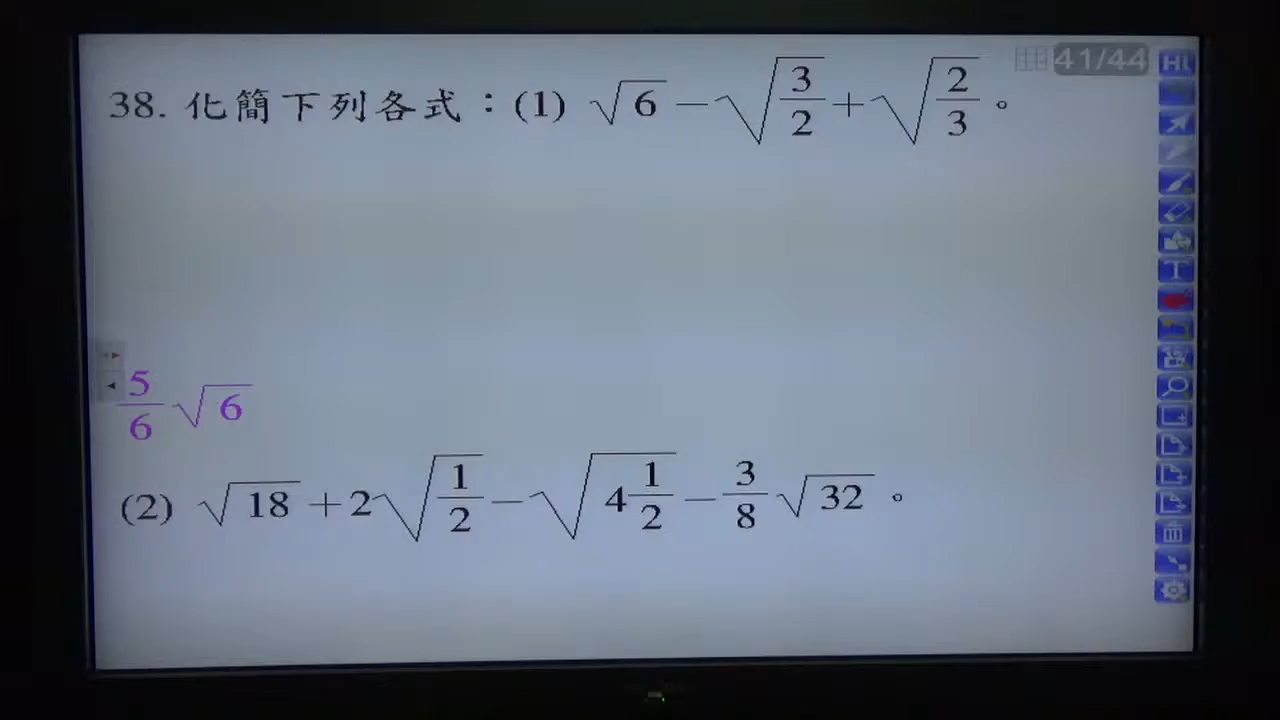 41/44
38. 化簡下列各式：(1) √6 − √(3/2) + √(2/3)。
5/6 √6
(2) √18 + 2√(1/2) − √(4 1/2) − 3/8 √32。